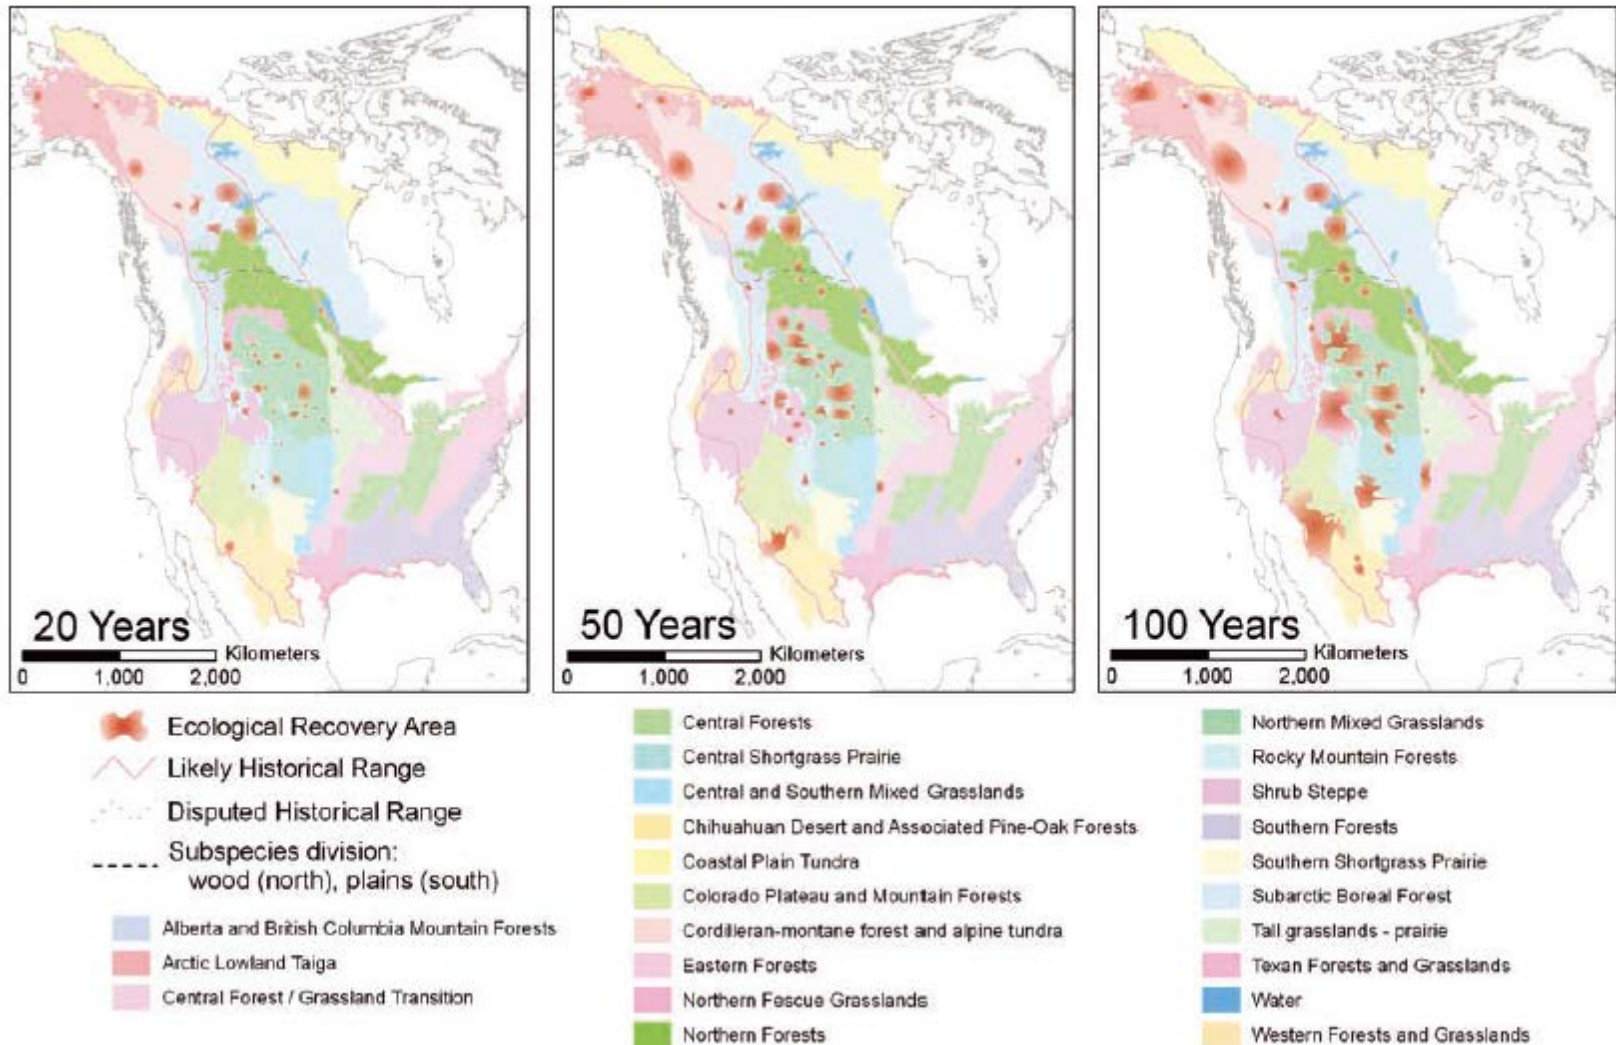 20 Years
Kilometers
0 1,000 2,000
50 Years
Kilometers
0 1,000 2,000
100 Years
Kilometers
0 1,000 2,000
Ecological Recovery Area
Likely Historical Range
Disputed Historical Range
Subspecies division:
wood (north), plains (south)
Alberta and British Columbia Mountain Forests
Arctic Lowland Taiga
Central Forest / Grassland Transition
Central Forests
Central Shortgrass Prairie
Central and Southern Mixed Grasslands
Chihuahuan Desert and Associated Pine-Oak Forests
Coastal Plain Tundra
Colorado Plateau and Mountain Forests
Cordilleran-montane forest and alpine tundra
Eastern Forests
Northern Fescue Grasslands
Northern Forests
Northern Mixed Grasslands
Rocky Mountain Forests
Shrub Steppe
Southern Forests
Southern Shortgrass Prairie
Subarctic Boreal Forest
Tall grasslands - prairie
Texan Forests and Grasslands
Water
Western Forests and Grasslands